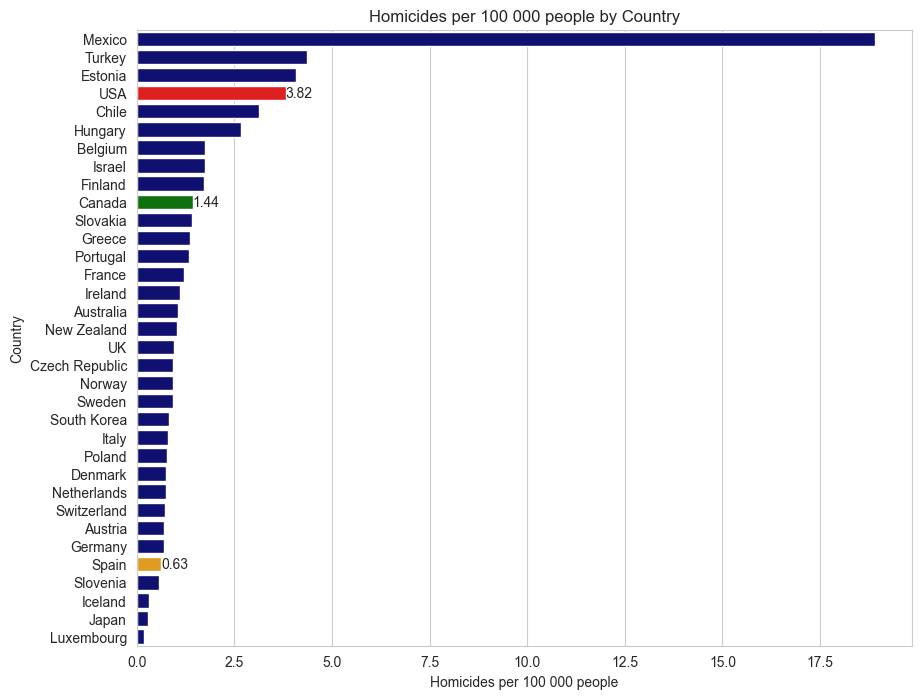 Homicides per 100 000 people by Country
Country
Mexico
Turkey
Estonia
USA 3.82
Chile
Hungary
Belgium
Israel
Finland
Canada 1.44
Slovakia
Greece
Portugal
France
Ireland
Australia
New Zealand
UK
Czech Republic
Norway
Sweden
South Korea
Italy
Poland
Denmark
Netherlands
Switzerland
Austria
Germany
Spain 0.63
Slovenia
Iceland
Japan
Luxembourg
0.0 2.5 5.0 7.5 10.0 12.5 15.0 17.5
Homicides per 100 000 people